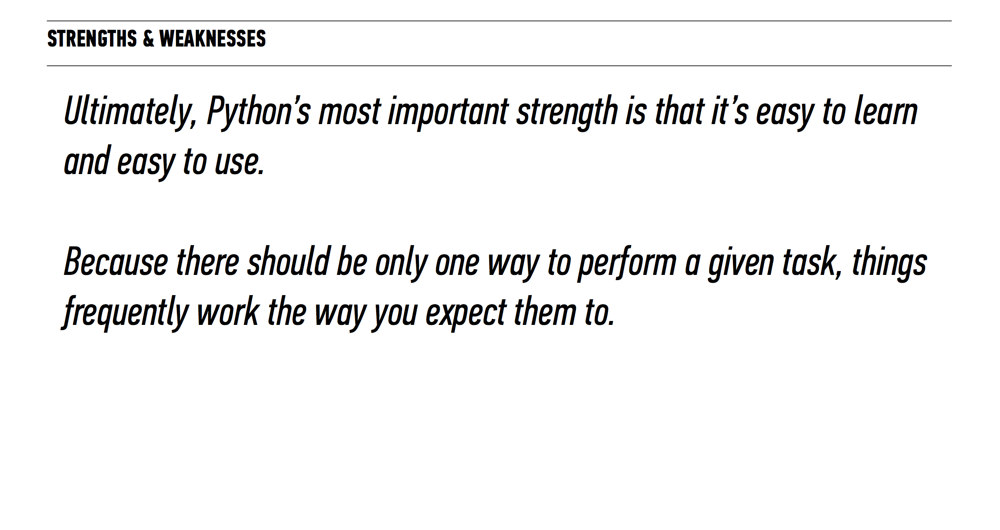 STRENGTHS & WEAKNESSES
Ultimately, Python’s most important strength is that it’s easy to learn
and easy to use.
Because there should be only one way to perform a given task, things
frequently work the way you expect them to.